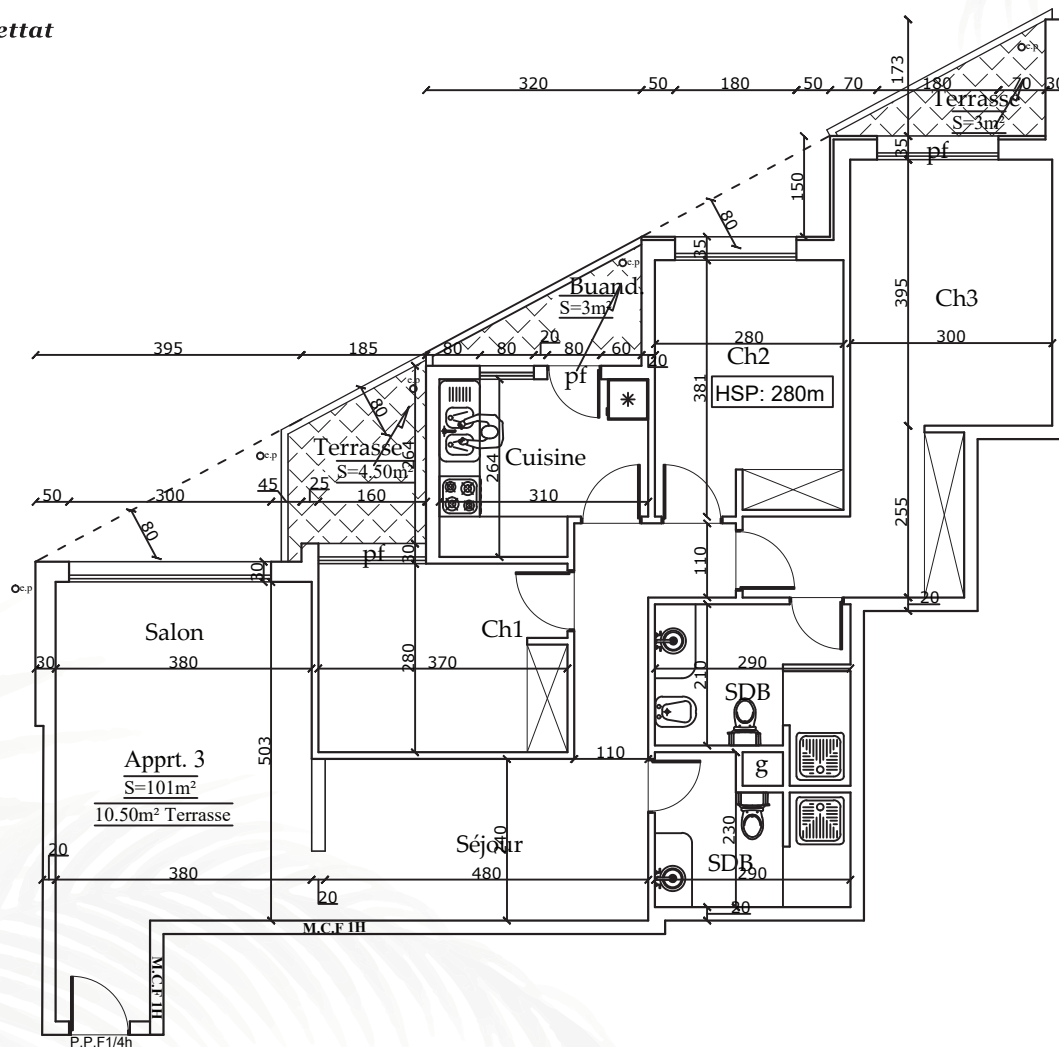 ettat
320
50
180
50
70
180
70
30
173
c.p
Terrasse
S=3m²
35
pf
150
80
35
c.p
Buand.
S=3m²
395
Ch3
395
185
80
80
20
80
60
20
280
300
Ch2
pf
381
HSP: 280m
c.p
80
264
Terrasse
S=4.50m²
c.p
264
Cuisine
50
300
45
25
160
310
255
80
30
30
pf
110
c.p
20
Salon
Ch1
30
380
280
370
210
290
SDB
503
110
Apprt. 3
S=101m²
10.50m² Terrasse
g
Séjour
240
230
20
SDB
380
480
290
20
20
M.C.F 1H
M.C.F 1H
P.P.F1/4h